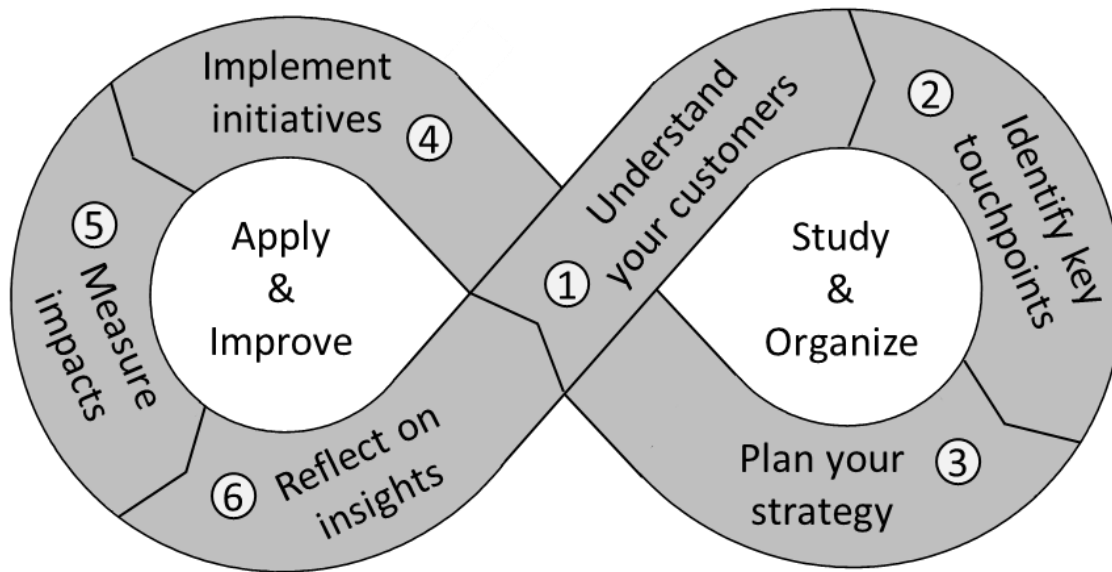 1
Understand
your customers
2
Identify key
touchpoints
3
Plan your
strategy
4
Implement
initiatives
5
Measure
impacts
6
Reflect on
insights
Apply
&
Improve
Study
&
Organize